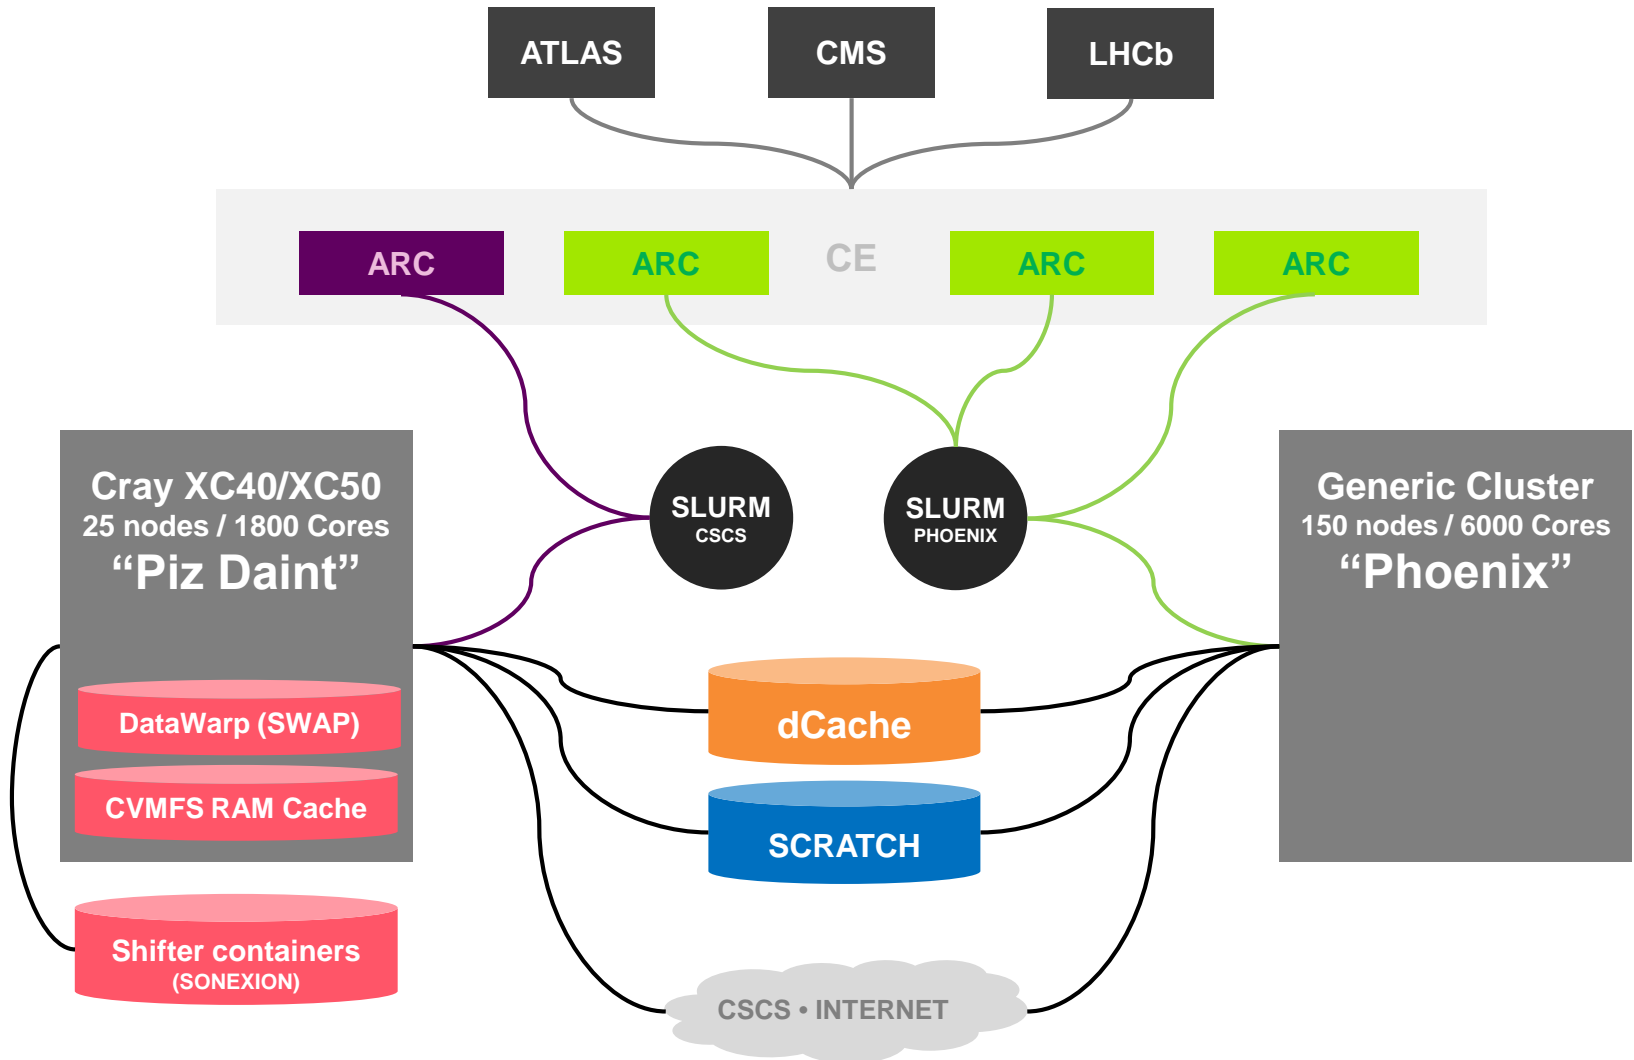 ATLAS
CMS
LHCb
CE
ARC
ARC
ARC
ARC
Cray XC40/XC50
25 nodes / 1800 Cores
“Piz Daint”
SLURM
CSCS
SLURM
PHOENIX
Generic Cluster
150 nodes / 6000 Cores
“Phoenix”
DataWarp (SWAP)
CVMFS RAM Cache
dCache
SCRATCH
Shifter containers
(SONEXION)
CSCS • INTERNET